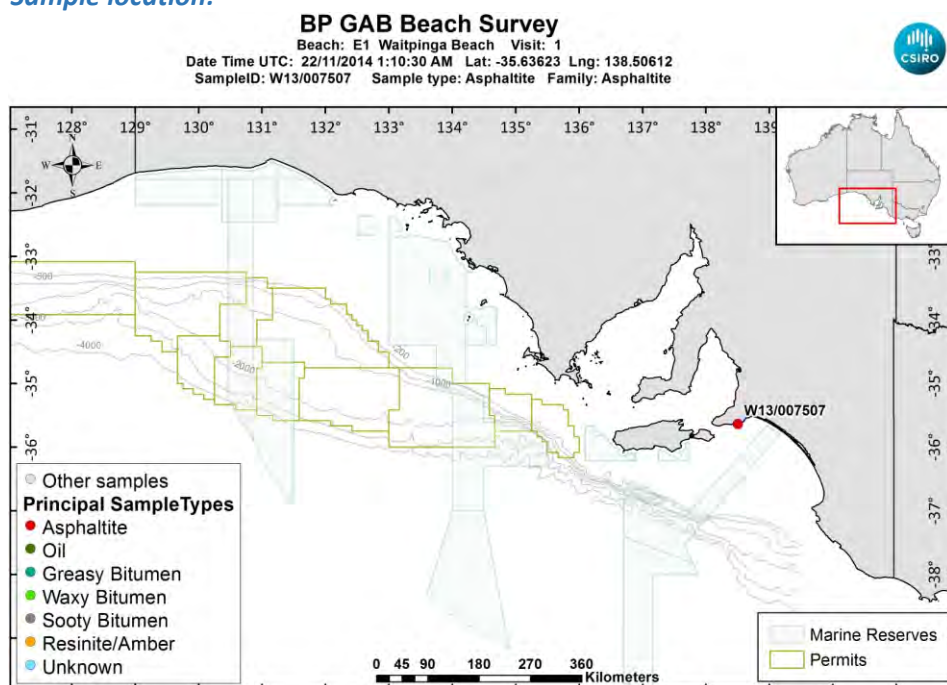 Sample location:
BP GAB Beach Survey
Beach: E1 Waitpinga Beach Visit: 1
Date Time UTC: 22/11/2014 1:10:30 AM Lat: -35.63623 Lng: 138.50612
SampleID: W13/007507 Sample type: Asphaltite Family: Asphaltite
CSIRO
128° 129° 130° 131° 132° 133° 134° 135° 136° 137° 138° 139
-31°
N
W E
S
-32°
-33°
-34° -34°
-35° -35°
-36° -36°
-37° -37°
-38° -38°
-200
-1000
-2000
-4000
W13/007507
Other samples
Principal SampleTypes
Asphaltite
Oil
Greasy Bitumen
Waxy Bitumen
Sooty Bitumen
Resinite/Amber
Unknown
0 45 90 180 270 360
Kilometers
Marine Reserves
Permits